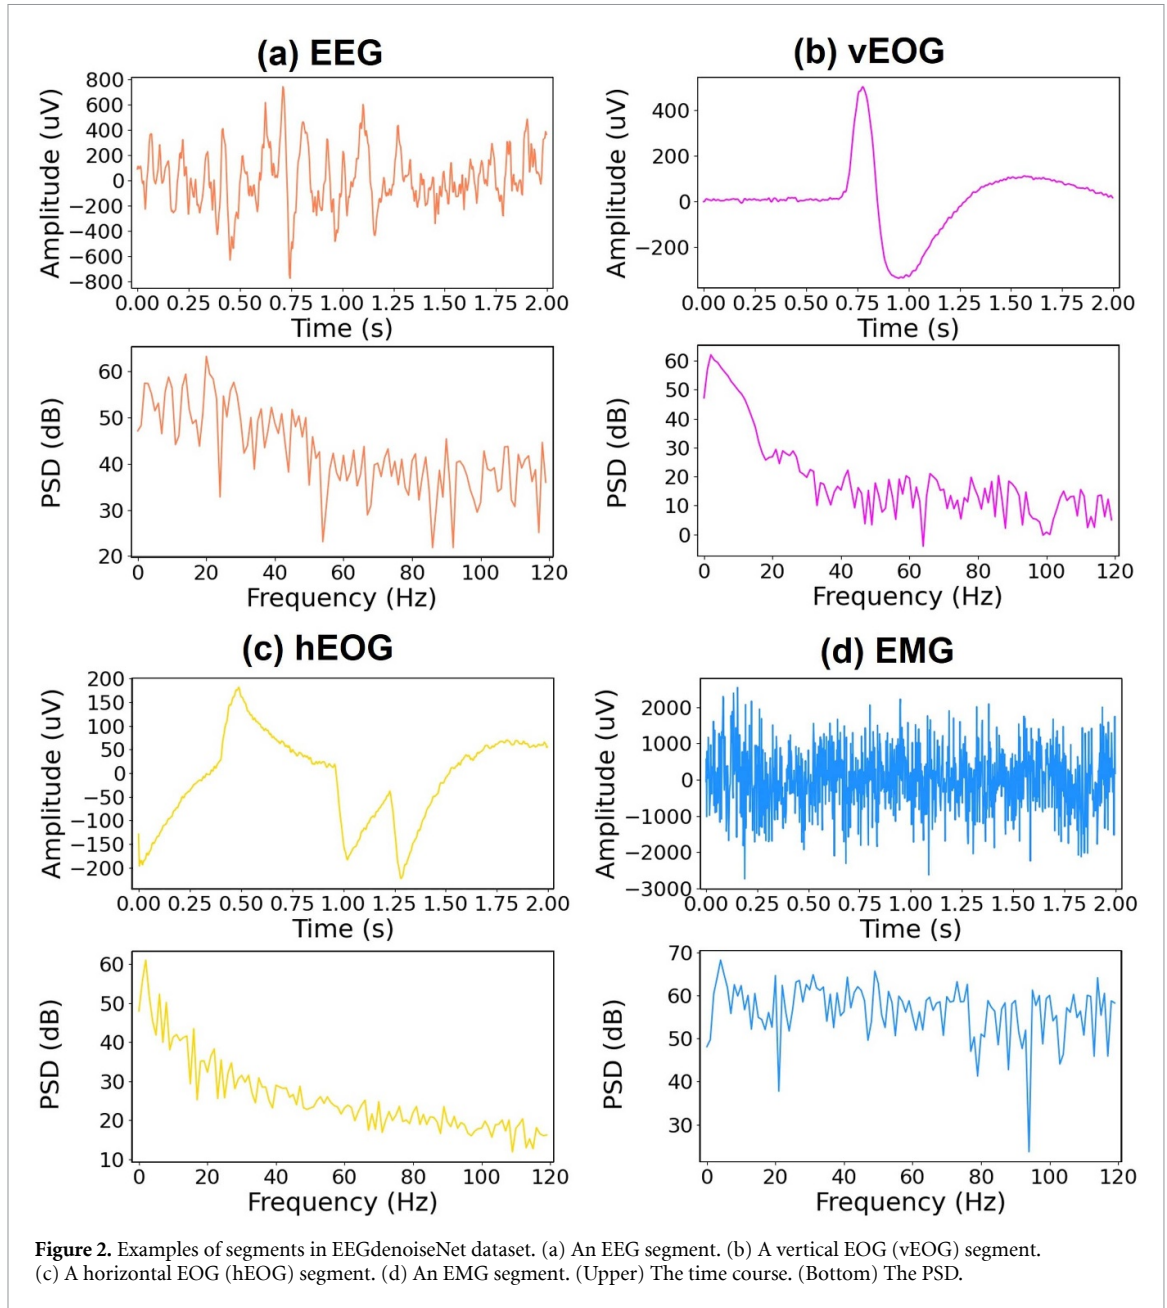 (a) EEG
Amplitude (uV)
800
600
400
200
0
−200
−400
−600
−800
0.00 0.25 0.50 0.75 1.00 1.25 1.50 1.75 2.00
Time (s)
PSD (dB)
60
50
40
30
20
0 20 40 60 80 100 120
Frequency (Hz)
(b) vEOG
Amplitude (uV)
400
200
0
−200
0.00 0.25 0.50 0.75 1.00 1.25 1.50 1.75 2.00
Time (s)
PSD (dB)
60
50
40
30
20
10
0
0 20 40 60 80 100 120
Frequency (Hz)
(c) hEOG
Amplitude (uV)
200
150
100
50
0
−50
−100
−150
−200
0.00 0.25 0.50 0.75 1.00 1.25 1.50 1.75 2.00
Time (s)
PSD (dB)
60
50
40
30
20
10
0 20 40 60 80 100 120
Frequency (Hz)
(d) EMG
Amplitude (uV)
2000
1000
0
−1000
−2000
−3000
0.00 0.25 0.50 0.75 1.00 1.25 1.50 1.75 2.00
Time (s)
PSD (dB)
70
60
50
40
30
0 20 40 60 80 100 120
Frequency (Hz)
Figure 2. Examples of segments in EEGdenoiseNet dataset. (a) An EEG segment. (b) A vertical EOG (vEOG) segment.
(c) A horizontal EOG (hEOG) segment. (d) An EMG segment. (Upper) The time course. (Bottom) The PSD.